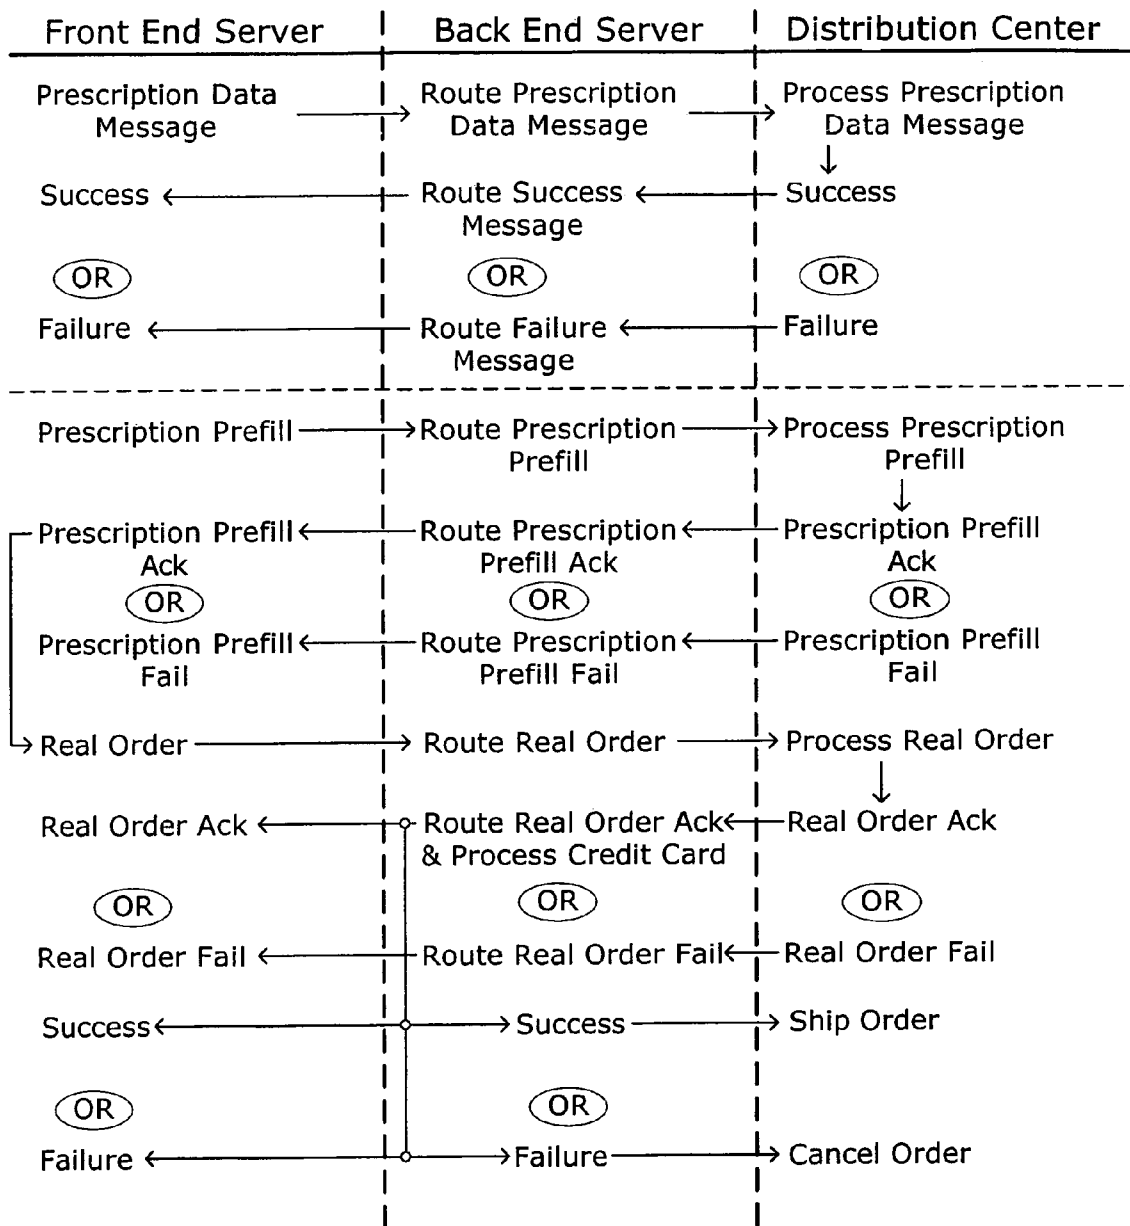 Front End Server
Back End Server
Distribution Center
Prescription Data
Message
Route Prescription
Data Message
Process Prescription
Data Message
Success
Route Success
Message
Success
OR
OR
OR
Failure
Route Failure
Message
Failure
Prescription Prefill
Route Prescription
Prefill
Process Prescription
Prefill
Prescription Prefill
Ack
Route Prescription
Prefill Ack
Prescription Prefill
Ack
OR
OR
OR
Prescription Prefill
Fail
Route Prescription
Prefill Fail
Prescription Prefill
Fail
Real Order
Route Real Order
Process Real Order
Real Order Ack
Route Real Order Ack
& Process Credit Card
Real Order Ack
OR
OR
OR
Real Order Fail
Route Real Order Fail
Real Order Fail
Success
Success
Ship Order
OR
OR
Failure
Failure
Cancel Order